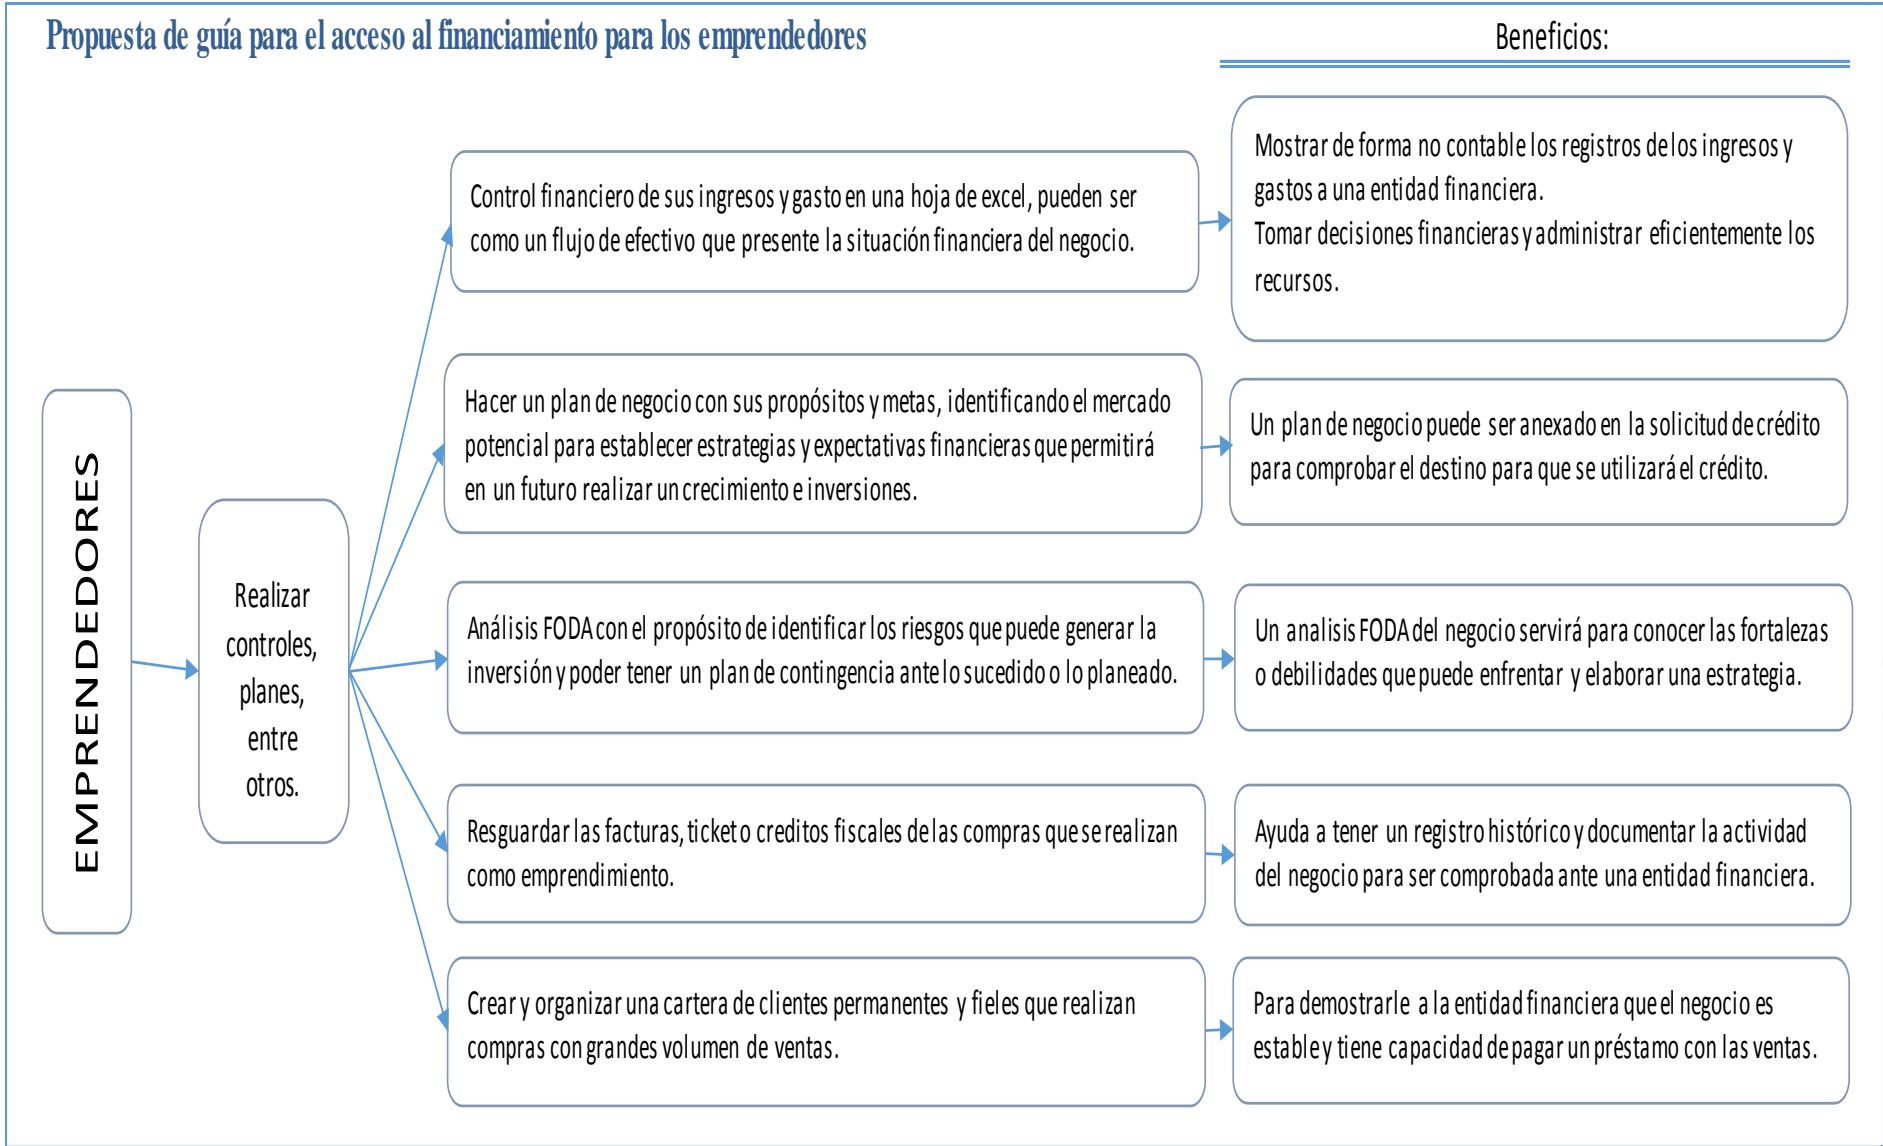 Propuesta de guía para el acceso al financiamiento para los emprendedores
Beneficios:
EMPRENDEDORES
Realizar
controles,
planes,
entre
otros.
Control financiero de sus ingresos y gasto en una hoja de excel, pueden ser
como un flujo de efectivo que presente la situación financiera del negocio.
Mostrar de forma no contable los registros de los ingresos y
gastos a una entidad financiera.
Tomar decisiones financieras y administrar eficientemente los
recursos.
Hacer un plan de negocio con sus propósitos y metas, identificando el mercado
potencial para establecer estrategias y expectativas financieras que permitirá
en un futuro realizar un crecimiento e inversiones.
Un plan de negocio puede ser anexado en la solicitud de crédito
para comprobar el destino para que se utilizará el crédito.
Análisis FODA con el propósito de identificar los riesgos que puede generar la
inversión y poder tener un plan de contingencia ante lo sucedido o lo planeado.
Un analisis FODA del negocio servirá para conocer las fortalezas
o debilidades que puede enfrentar y elaborar una estrategia.
Resguardar las facturas, ticket o creditos fiscales de las compras que se realizan
como emprendimiento.
Ayuda a tener un registro histórico y documentar la actividad
del negocio para ser comprobada ante una entidad financiera.
Crear y organizar una cartera de clientes permanentes y fieles que realizan
compras con grandes volumen de ventas.
Para demostrarle a la entidad financiera que el negocio es
estable y tiene capacidad de pagar un préstamo con las ventas.